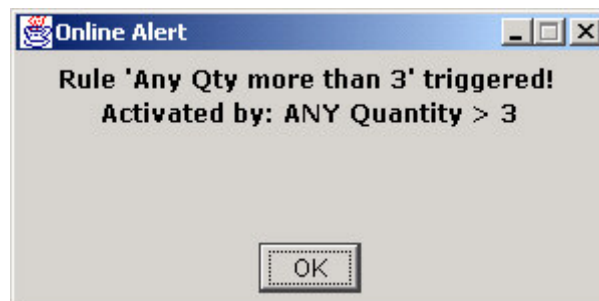 Online Alert
Rule 'Any Qty more than 3' triggered!
Activated by: ANY Quantity > 3
OK